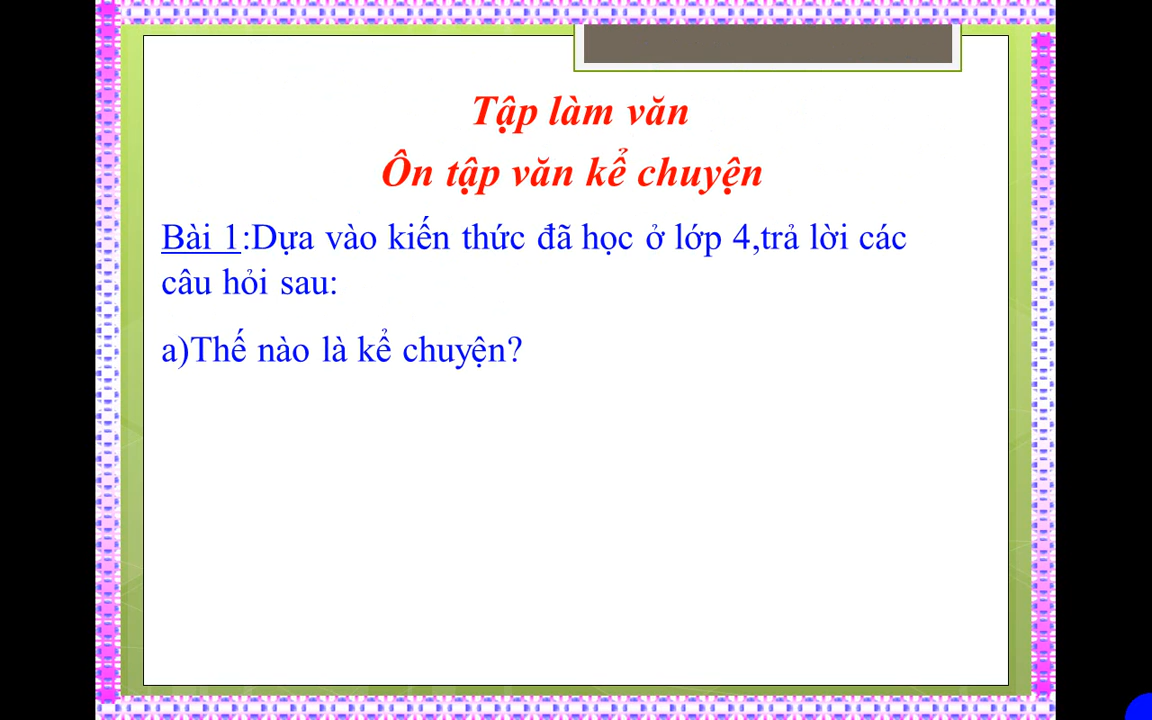 Tập làm văn
Ôn tập văn kể chuyện
Bài 1:Dựa vào kiến thức đã học ở lớp 4,trả lời các
câu hỏi sau:
a)Thế nào là kể chuyện?